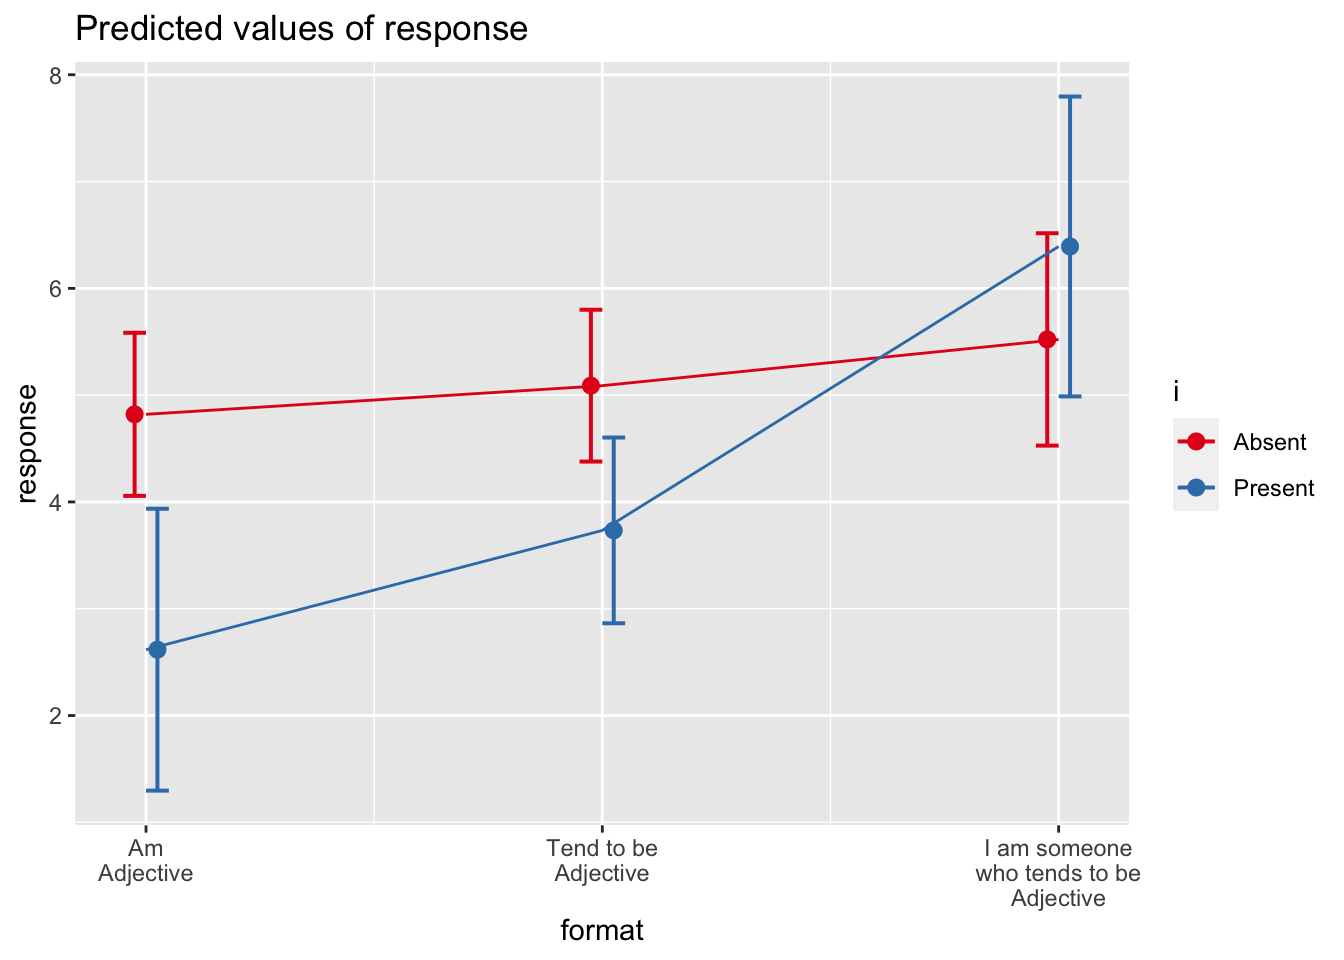 Predicted values of response
8
6
4
2
response
Am
Adjective
Tend to be
Adjective
I am someone
who tends to be
Adjective
format
i
Absent
Present